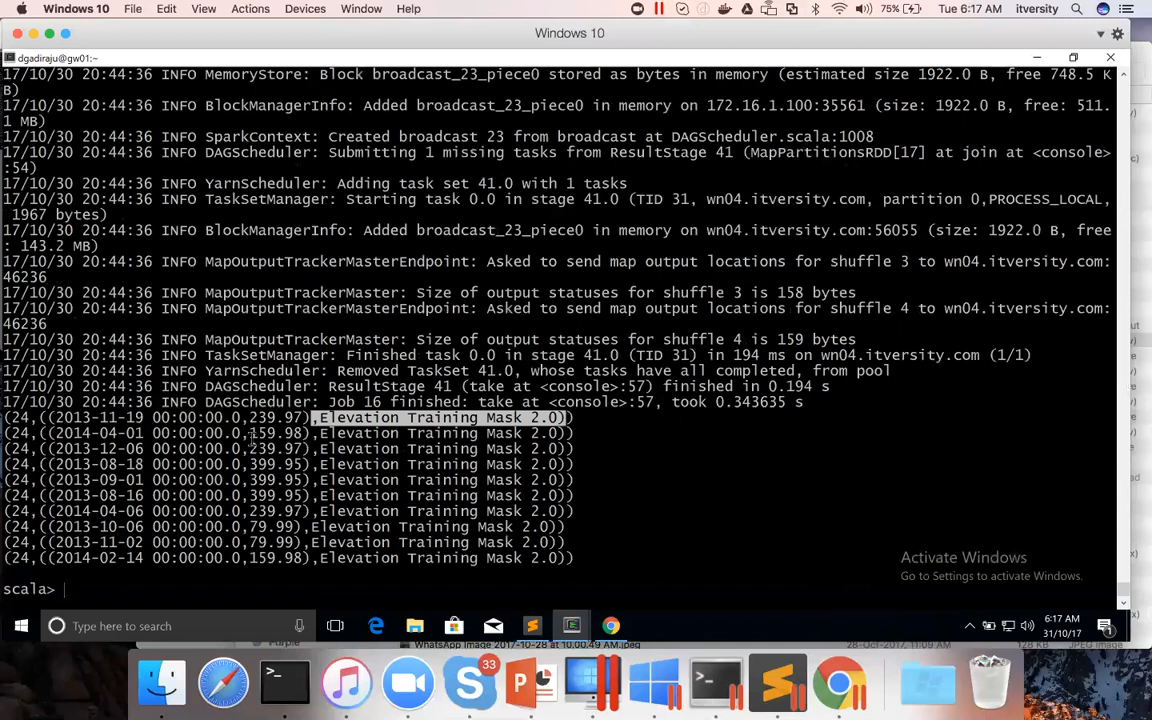 Windows 10 File Edit View Actions Devices Window Help 75% Tue 6:17 AM itversity
Windows 10
dgadiraju@gw01:~
17/10/30 20:44:36 INFO MemoryStore: Block broadcast_23_piece0 stored as bytes in memory (estimated size 1922.0 B, free 748.5 K
B)
17/10/30 20:44:36 INFO BlockManagerInfo: Added broadcast_23_piece0 in memory on 172.16.1.100:35561 (size: 1922.0 B, free: 511.
1 MB)
17/10/30 20:44:36 INFO SparkContext: Created broadcast 23 from broadcast at DAGScheduler.scala:1008
17/10/30 20:44:36 INFO DAGScheduler: Submitting 1 missing tasks from ResultStage 41 (MapPartitionsRDD[17] at join at <console>
:54)
17/10/30 20:44:36 INFO YarnScheduler: Adding task set 41.0 with 1 tasks
17/10/30 20:44:36 INFO TaskSetManager: Starting task 0.0 in stage 41.0 (TID 31, wn04.itversity.com, partition 0,PROCESS_LOCAL,
1967 bytes)
17/10/30 20:44:36 INFO BlockManagerInfo: Added broadcast_23_piece0 in memory on wn04.itversity.com:56055 (size: 1922.0 B, free
: 143.2 MB)
17/10/30 20:44:36 INFO MapOutputTrackerMasterEndpoint: Asked to send map output locations for shuffle 3 to wn04.itversity.com:
46236
17/10/30 20:44:36 INFO MapOutputTrackerMaster: Size of output statuses for shuffle 3 is 158 bytes
17/10/30 20:44:36 INFO MapOutputTrackerMasterEndpoint: Asked to send map output locations for shuffle 4 to wn04.itversity.com:
46236
17/10/30 20:44:36 INFO MapOutputTrackerMaster: Size of output statuses for shuffle 4 is 159 bytes
17/10/30 20:44:36 INFO TaskSetManager: Finished task 0.0 in stage 41.0 (TID 31) in 194 ms on wn04.itversity.com (1/1)
17/10/30 20:44:36 INFO YarnScheduler: Removed TaskSet 41.0, whose tasks have all completed, from pool
17/10/30 20:44:36 INFO DAGScheduler: ResultStage 41 (take at <console>:57) finished in 0.194 s
17/10/30 20:44:36 INFO DAGScheduler: Job 16 finished: take at <console>:57, took 0.343635 s
(24,((2013-11-19 00:00:00.0,239.97),Elevation Training Mask 2.0))
(24,((2014-04-01 00:00:00.0,159.98),Elevation Training Mask 2.0))
(24,((2013-12-06 00:00:00.0,239.97),Elevation Training Mask 2.0))
(24,((2013-08-18 00:00:00.0,399.95),Elevation Training Mask 2.0))
(24,((2013-09-01 00:00:00.0,399.95),Elevation Training Mask 2.0))
(24,((2013-08-16 00:00:00.0,399.95),Elevation Training Mask 2.0))
(24,((2014-04-06 00:00:00.0,239.97),Elevation Training Mask 2.0))
(24,((2013-10-06 00:00:00.0,79.99),Elevation Training Mask 2.0))
(24,((2013-11-02 00:00:00.0,79.99),Elevation Training Mask 2.0))
(24,((2014-02-14 00:00:00.0,159.98),Elevation Training Mask 2.0))
Activate Windows
Go to Settings to activate Windows.
scala>
Type here to search
6:17 AM
31/10/17
WhatsApp Image 2017-10-28 at 10.00.49 AM.jpeg
33